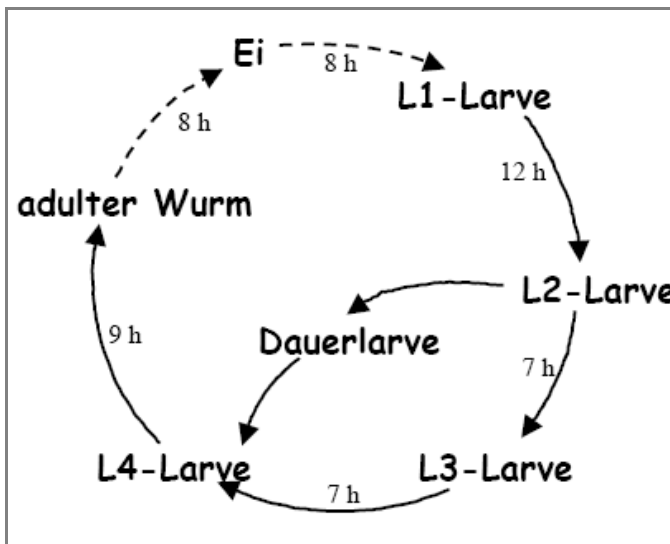 Ei
8 h
L1-Larve
8 h
12 h
adulter Wurm
L2-Larve
Dauerlarve
9 h
7 h
L4-Larve
L3-Larve
7 h